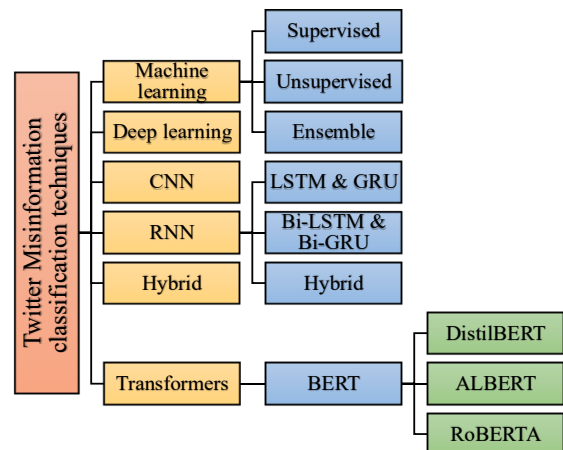 Twitter Misinformation
classification techniques
Machine
learning
Supervised
Unsupervised
Ensemble
Deep learning
CNN
RNN
LSTM & GRU
Bi-LSTM &
Bi-GRU
Hybrid
Hybrid
Transformers
BERT
DistilBERT
ALBERT
RoBERTA